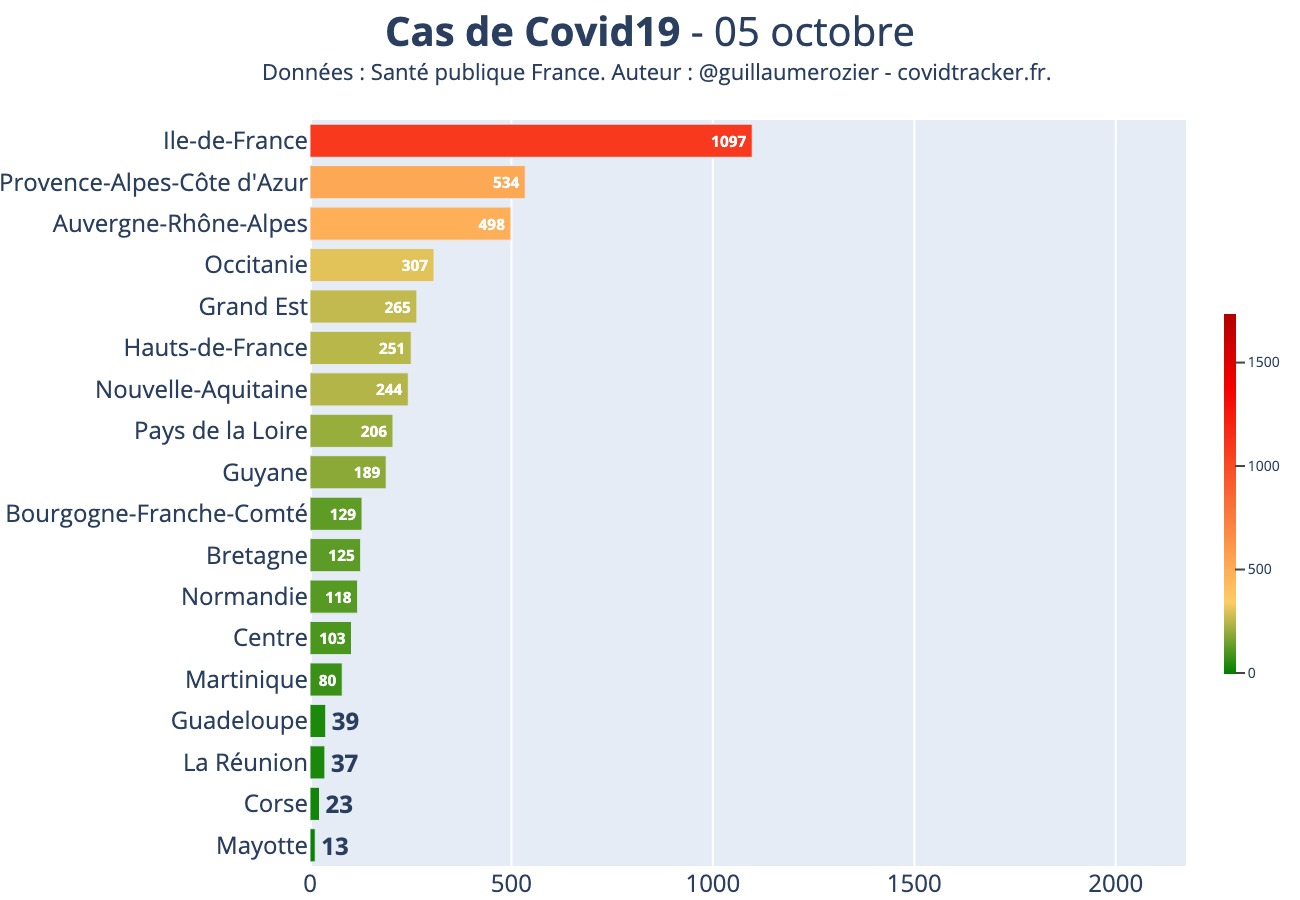 Cas de Covid19 - 05 octobre
Données : Santé publique France. Auteur : @guillaumerozier - covidtracker.fr.
Ile-de-France 1097
Provence-Alpes-Côte d'Azur 534
Auvergne-Rhône-Alpes 498
Occitanie 307
Grand Est 265
Hauts-de-France 251
Nouvelle-Aquitaine 244
Pays de la Loire 206
Guyane 189
Bourgogne-Franche-Comté 129
Bretagne 125
Normandie 118
Centre 103
Martinique 80
Guadeloupe 39
La Réunion 37
Corse 23
Mayotte 13
0 500 1000 1500 2000
1500
1000
500
0